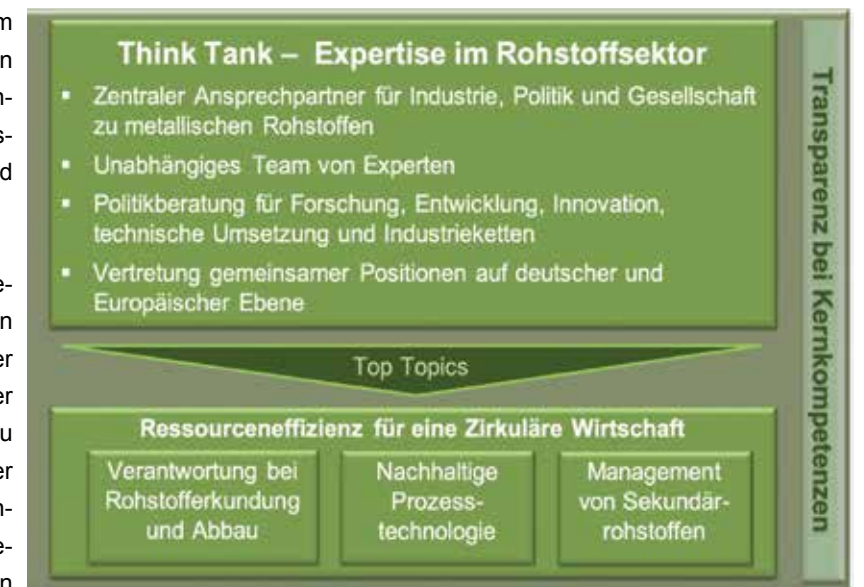 Think Tank – Expertise im Rohstoffsektor
▪ Zentraler Ansprechpartner für Industrie, Politik und Gesellschaft
zu metallischen Rohstoffen
▪ Unabhängiges Team von Experten
▪ Politikberatung für Forschung, Entwicklung, Innovation,
technische Umsetzung und Industrieketten
▪ Vertretung gemeinsamer Positionen auf deutscher und
Europäischer Ebene
Top Topics
Ressourceneffizienz für eine Zirkuläre Wirtschaft
Verantwortung bei
Rohstofferkundung
und Abbau
Nachhaltige
Prozess-
technologie
Management
von Sekundär-
rohstoffen
Transparenz bei Kernkompetenzen